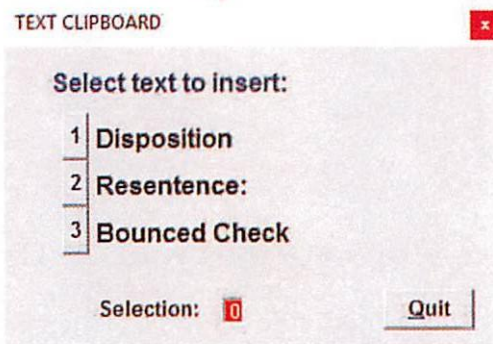 TEXT CLIPBOARD x
Select text to insert:
1 Disposition
2 Resentence:
3 Bounced Check
Selection: 0 Quit